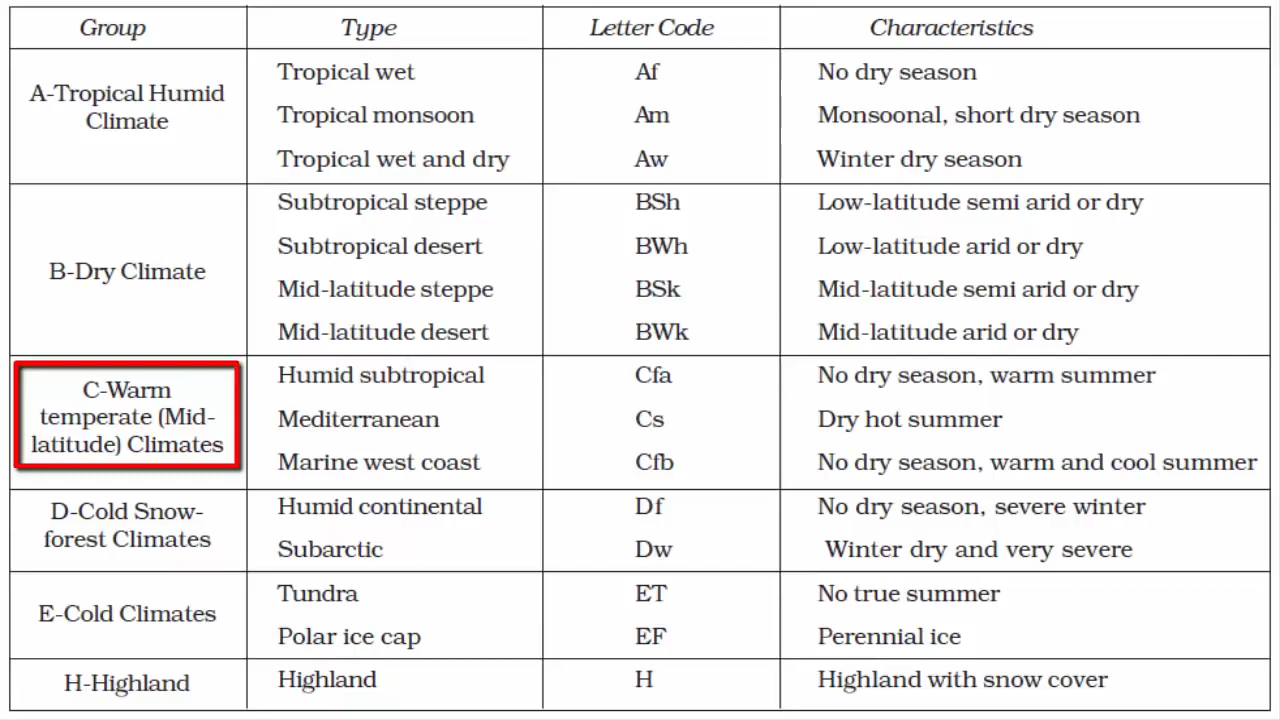 Group Type Letter Code Characteristics
A-Tropical Humid
Climate
Tropical wet Af No dry season
Tropical monsoon Am Monsoonal, short dry season
Tropical wet and dry Aw Winter dry season
B-Dry Climate
Subtropical steppe BSh Low-latitude semi arid or dry
Subtropical desert BWh Low-latitude arid or dry
Mid-latitude steppe BSk Mid-latitude semi arid or dry
Mid-latitude desert BWk Mid-latitude arid or dry
C-Warm
temperate (Mid-
latitude) Climates
Humid subtropical Cfa No dry season, warm summer
Mediterranean Cs Dry hot summer
Marine west coast Cfb No dry season, warm and cool summer
D-Cold Snow-
forest Climates
Humid continental Df No dry season, severe winter
Subarctic Dw Winter dry and very severe
E-Cold Climates
Tundra ET No true summer
Polar ice cap EF Perennial ice
H-Highland
Highland H Highland with snow cover